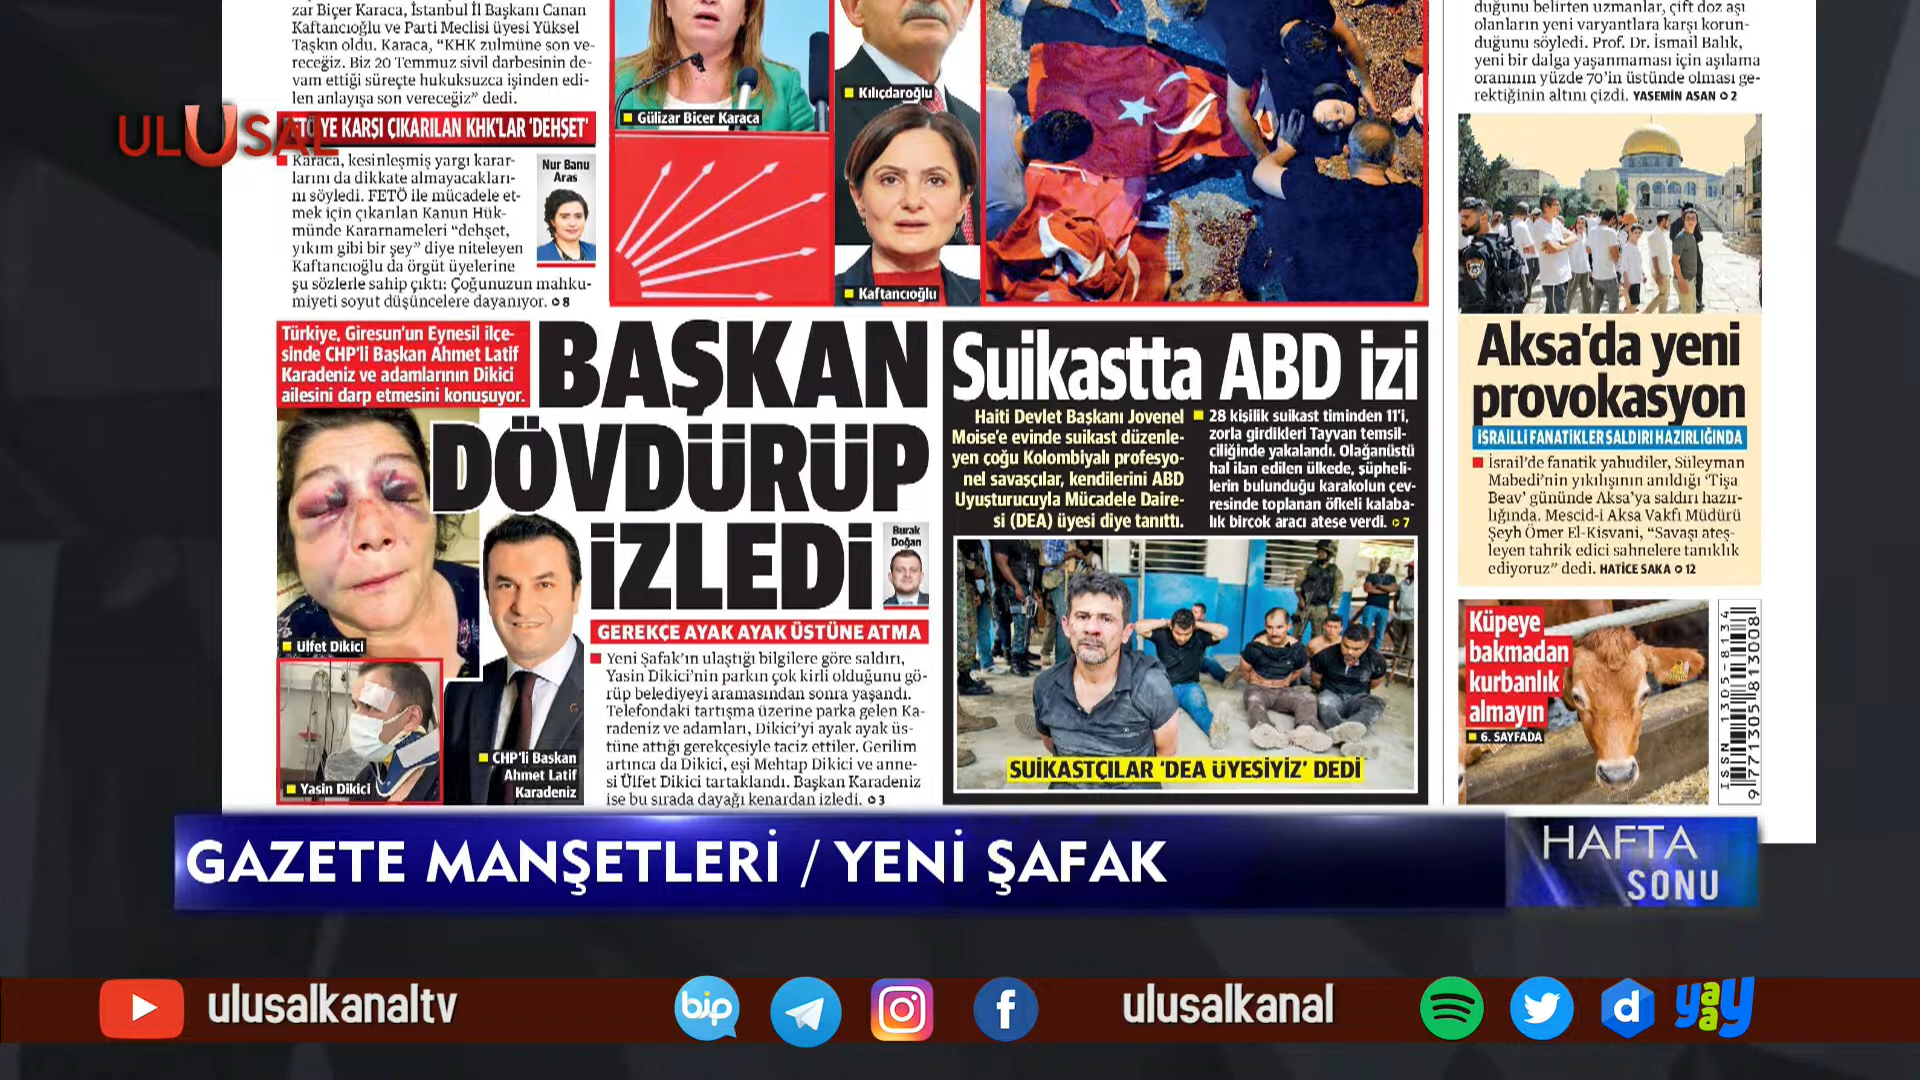 zar Biçer Karaca, İstanbul İl Başkanı Canan
Kaftancıoğlu ve Parti Meclisi üyesi Yüksel
Taşkın oldu. Karaca, “KHK zulmüne son ve-
receğiz. Biz 20 Temmuz sivil darbesinin de-
vam ettiği süreçte hukuksuzca işinden edi-
len anlayışa son vereceğiz” dedi.
ULUSAL
YE KARŞI ÇIKARILAN KHK'LAR 'DEHŞET'
Karaca, kesinleşmiş yargı karar-
larını da dikkate almayacakları-
nı söyledi. FETÖ ile mücadele et-
mek için çıkarılan Kanun Hük-
münde Kararnameleri “dehşet,
yıkım gibi bir şey” diye niteleyen
Kaftancıoğlu da örgüt üyelerine
şu sözlerle sahip çıktı: Çoğunuzun mahku-
miyeti soyut düşüncelere dayanıyor. 8
Nur Banu
Aras
Gülizar Biçer Karaca
Kılıçdaroğlu
Kaftancıoğlu
duğunu belirten uzmanlar, çift doz aşı
olanların yeni varyantlara karşı korun-
duğunu söyledi. Prof. Dr. İsmail Balık,
yeni bir dalga yaşanmaması için aşılama
oranının yüzde 70'in üstünde olması ge-
rektiğinin altını çizdi. YASEMİN ASAN 2
Türkiye, Giresun'un Eynesil ilçe-
sinde CHP'li Başkan Ahmet Latif
Karadeniz ve adamlarının Dikici
ailesini darp etmesini konuşuyor.
BAŞKAN
DÖVDÜRÜP
İZLEDİ
Burak
Doğan
GEREKÇE AYAK AYAK ÜSTÜNE ATMA
Yeni Şafak'ın ulaştığı bilgilere göre saldırı,
Yasin Dikici'nin parkın çok kirli olduğunu gö-
rüp belediyeyi aramasından sonra yaşandı.
Telefondaki tartışma üzerine parka gelen Ka-
radeniz ve adamları, Dikici'yi ayak ayak üs-
tüne attığı gerekçesiyle taciz ettiler. Gerilim
artınca da Dikici, eşi Mehtap Dikici ve anne-
si Ülfet Dikici tartaklandı. Başkan Karadeniz
ise bu sırada dayağı kenardan izledi. 3
Ülfet Dikici
Yasin Dikici
CHP'li Başkan
Ahmet Latif
Karadeniz
Suikastta ABD izi
Haiti Devlet Başkanı Jovenel
Moise'e evinde suikast düzenle-
yen çoğu Kolombiyalı profesyo-
nel savaşçılar, kendilerini ABD
Uyuşturucuyla Mücadele Daire-
si (DEA) üyesi diye tanıttı.
28 kişilik suikast timinden 11'i,
zorla girdikleri Tayvan temsil-
ciliğinde yakalandı. Olağanüstü
hal ilan edilen ülkede, şüpheli-
lerin bulunduğu karakolun çev-
resinde toplanan öfkeli kalaba-
lık birçok aracı ateşe verdi. 7
SUİKASTÇILAR 'DEA ÜYESİYİZ' DEDİ
Aksa'da yeni
provokasyon
İSRAİLLİ FANATİKLER SALDIRI HAZIRLIĞINDA
İsrail'de fanatik yahudiler, Süleyman
Mabedi'nin yıkılışının anıldığı 'Tişa
Beav' gününde Aksa'ya saldırı hazır-
lığında. Mescid-i Aksa Vakfı Müdürü
Şeyh Ömer El-Kisvani, “Savaşı ateş-
leyen tahrik edici sahnelere tanıklık
ediyoruz” dedi. HATİCE SAKA 12
Küpeye
bakmadan
kurbanlık
almayın
6. SAYFADA
ISSN 1305-8134
9 771305 813008
GAZETE MANŞETLERİ / YENİ ŞAFAK
HAFTA
SONU
ulusalkanaltv
bip
ulusalkanal
d
yaay